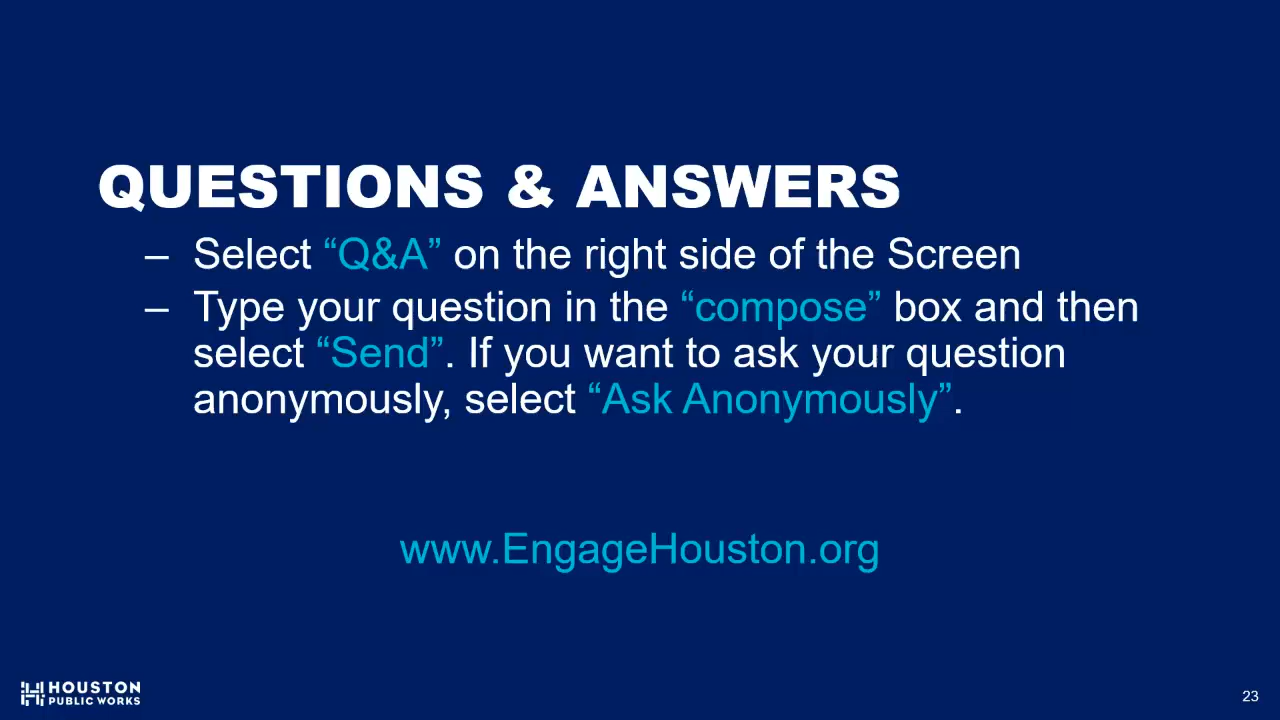 QUESTIONS & ANSWERS
– Select “Q&A” on the right side of the Screen
– Type your question in the “compose” box and then
select “Send”. If you want to ask your question
anonymously, select “Ask Anonymously”.
www.EngageHouston.org
HOUSTON
PUBLIC WORKS
23